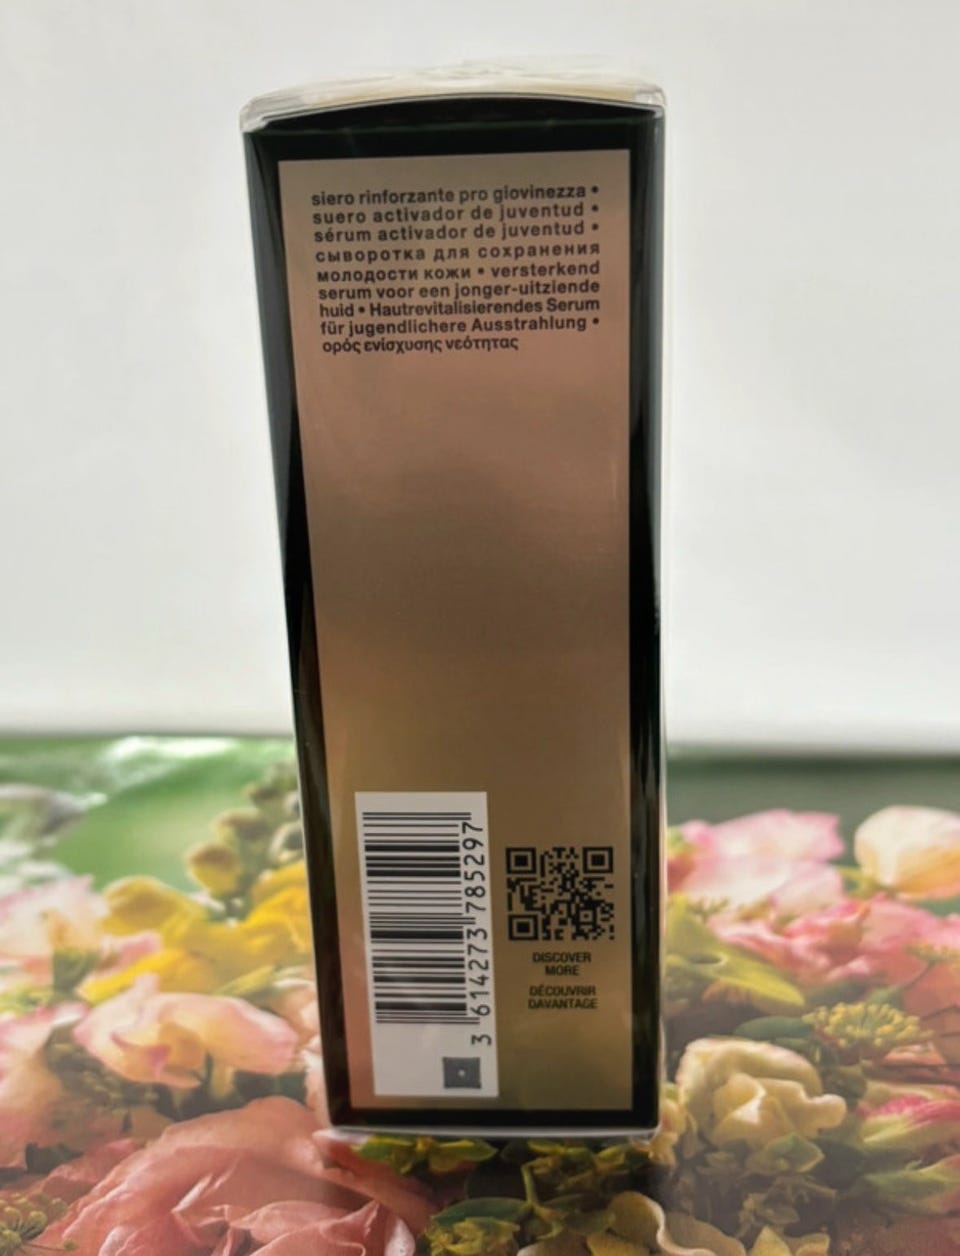 siero rinforzante pro giovinezza •
suero activador de juventud •
sérum activador de juventud •
сыворотка для сохранения
молодости кожи • versterkend
serum voor een jonger-uitziende
huid • Hautrevitalisierendes Serum
für jugendlichere Ausstrahlung •
ορός ενίσχυσης νεότητας
3 614273 785297
DISCOVER
MORE
DÉCOUVRIR
DAVANTAGE